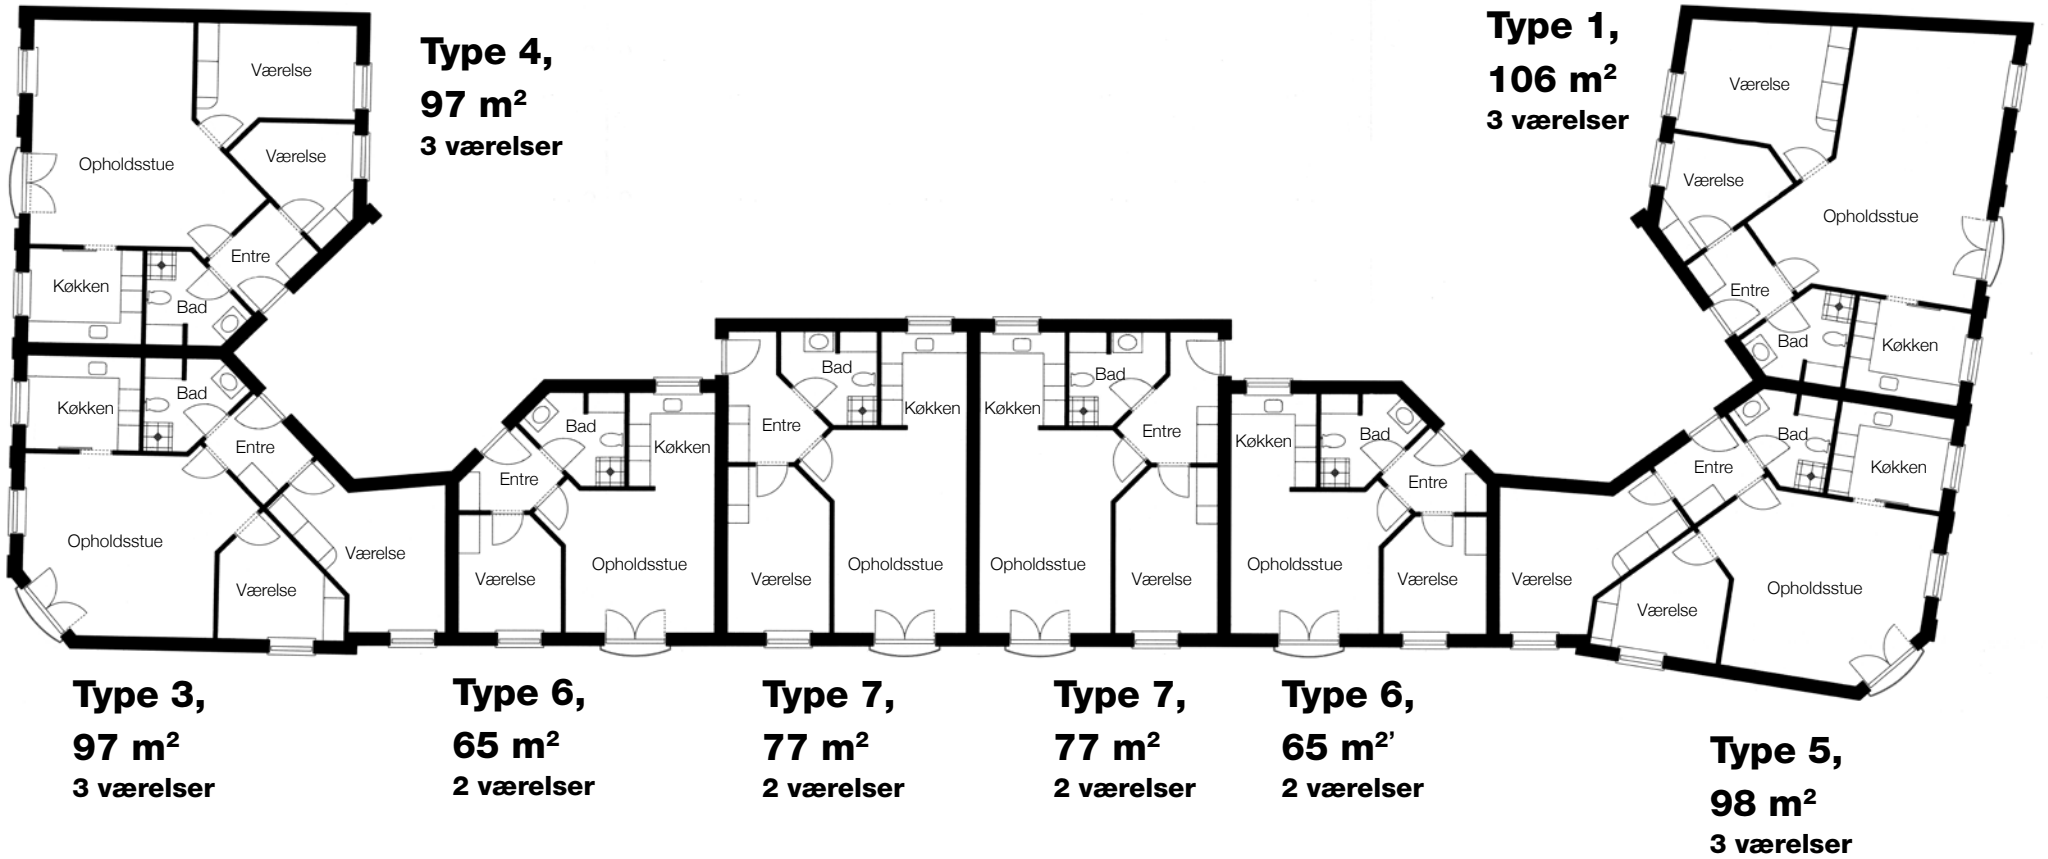 Type 4,
97 m²
3 værelser
Type 1,
106 m²
3 værelser
Værelse
Værelse
Opholdsstue
Entre
Køkken
Bad
Køkken
Bad
Entre
Opholdsstue
Værelse
Værelse
Bad
Køkken
Entre
Værelse
Opholdsstue
Bad
Køkken
Entre
Værelse
Opholdsstue
Køkken
Bad
Entre
Opholdsstue
Værelse
Køkken
Bad
Entre
Opholdsstue
Værelse
Værelse
Værelse
Opholdsstue
Entre
Bad
Køkken
Bad
Køkken
Entre
Værelse
Værelse
Opholdsstue
Type 3,
97 m²
3 værelser
Type 6,
65 m²
2 værelser
Type 7,
77 m²
2 værelser
Type 7,
77 m²
2 værelser
Type 6,
65 m²’
2 værelser
Type 5,
98 m²
3 værelser